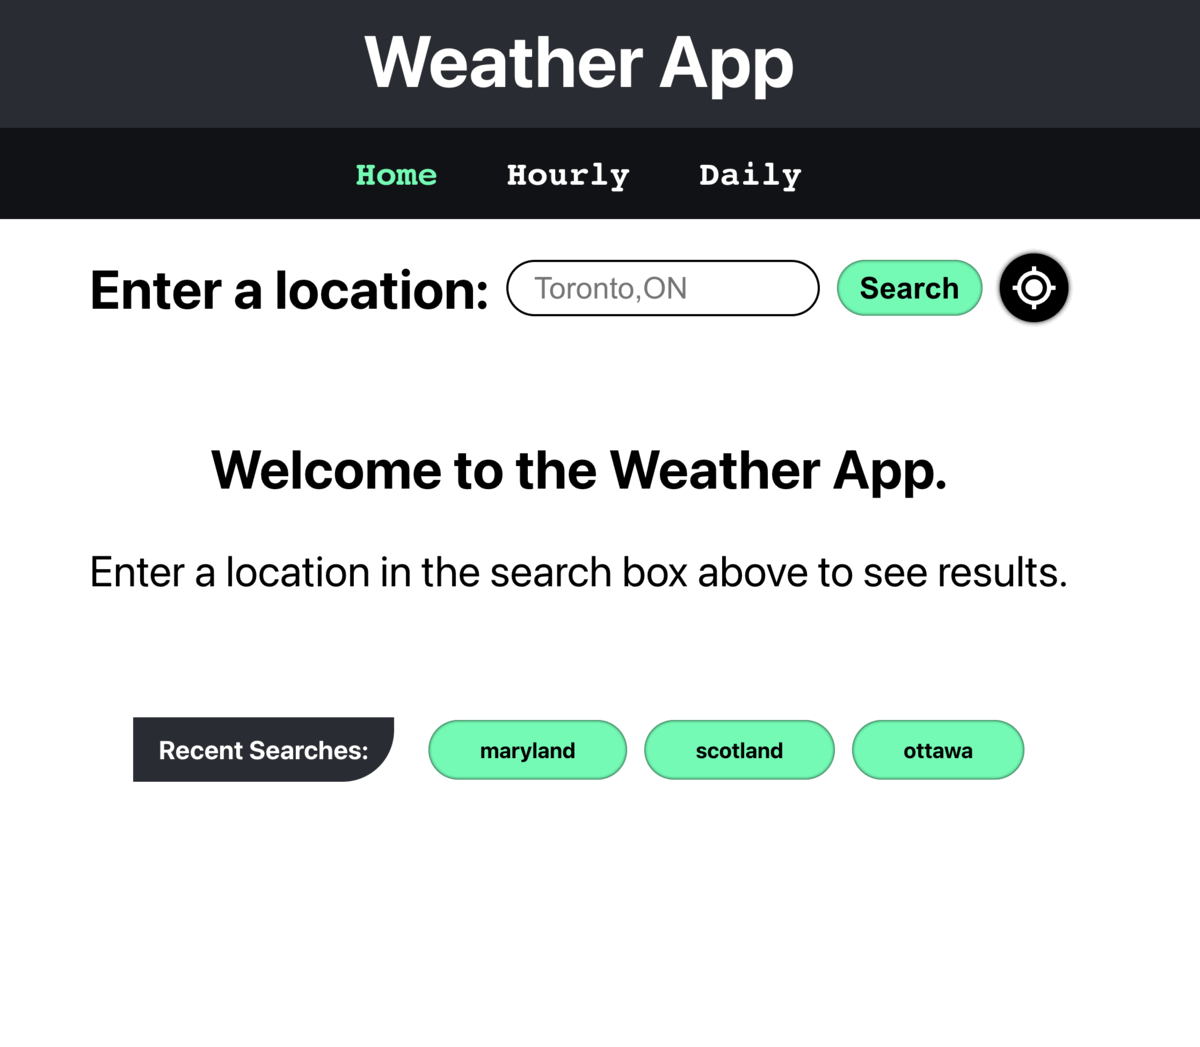 Weather App
Home Hourly Daily
Enter a location: Toronto,ON Search
Welcome to the Weather App.
Enter a location in the search box above to see results.
Recent Searches: maryland scotland ottawa